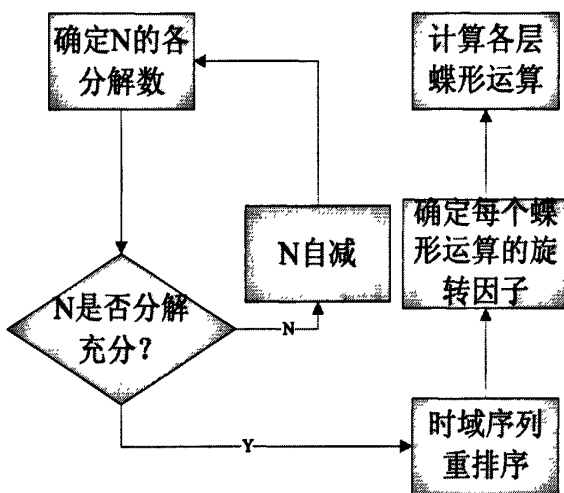 确定N的各
分解数
N是否分解
充分？
N
N自减
Y
时域序列
重排序
确定每个蝶
形运算的旋
转因子
计算各层
蝶形运算